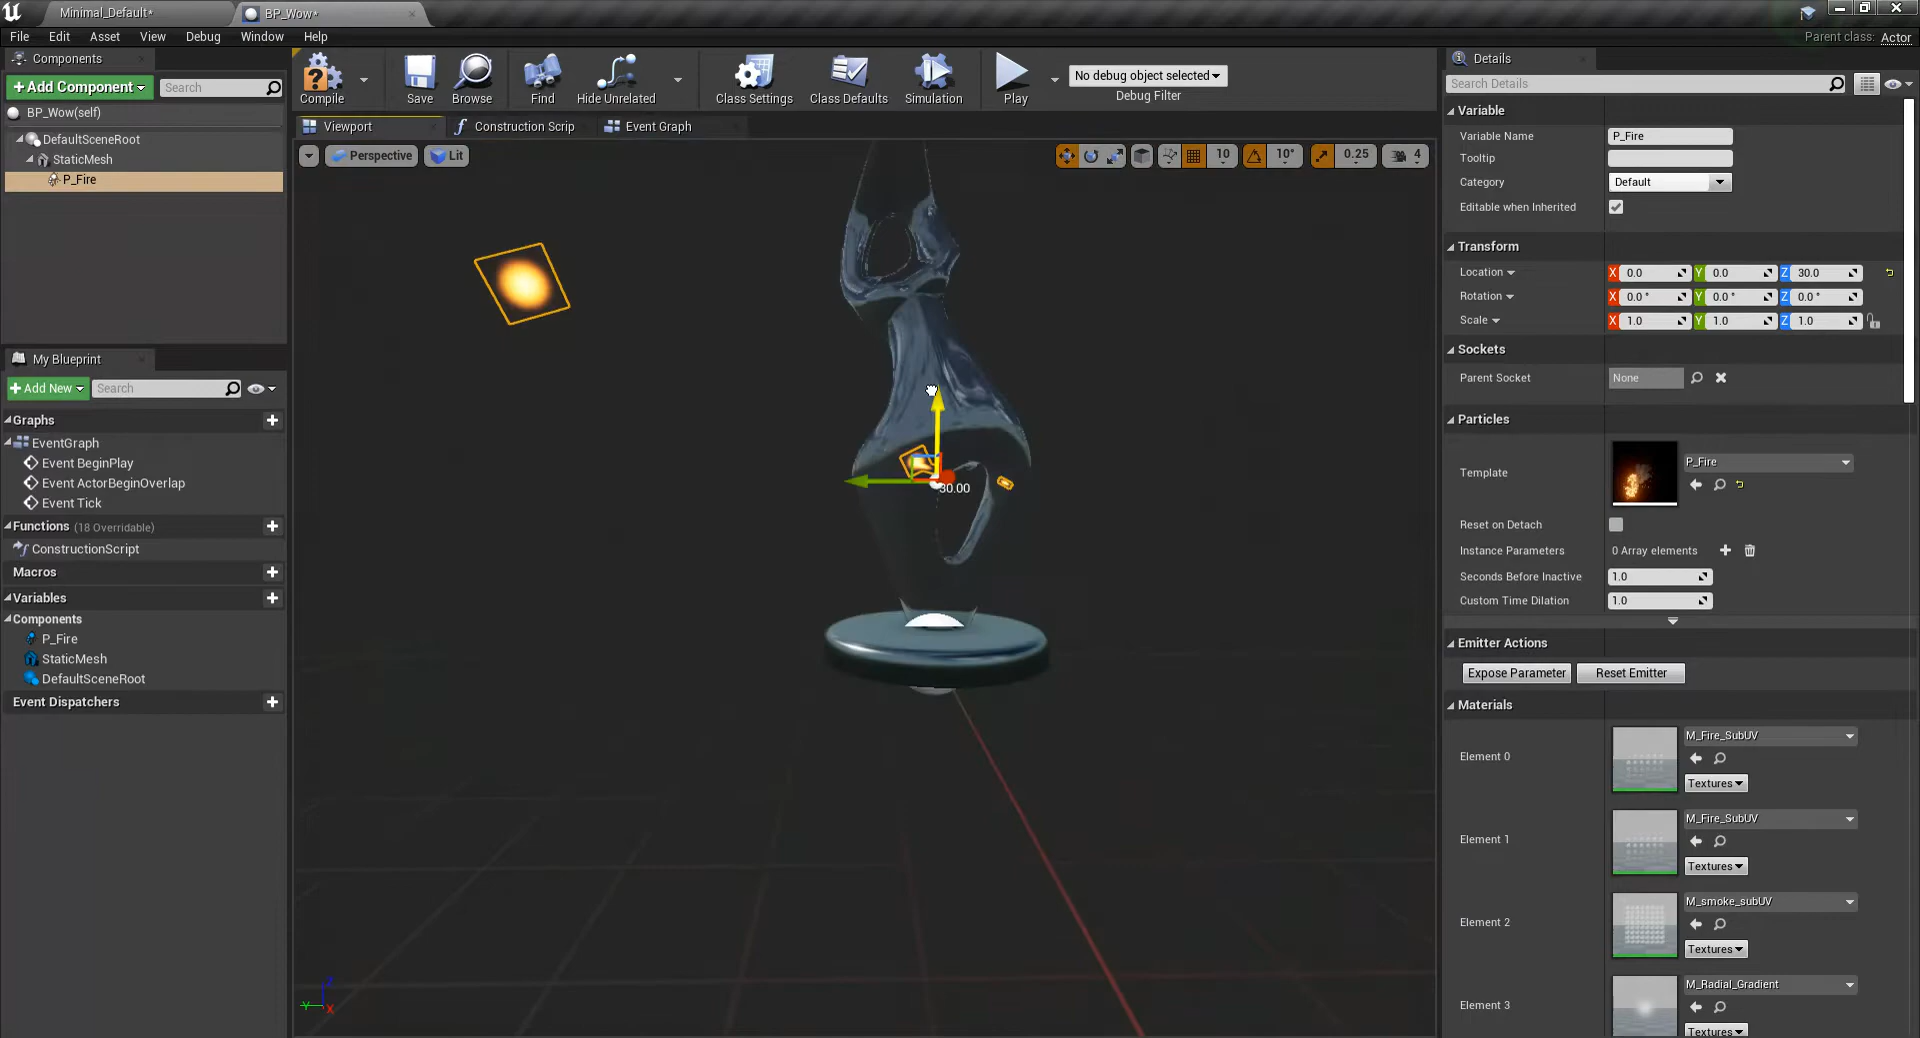 Minimal_Default*
BP_Wow*
File Edit Asset View Debug Window Help
Parent class: Actor
Components
+Add Component
Search
BP_Wow(self)
DefaultSceneRoot
StaticMesh
P_Fire
My Blueprint
+Add New
Search
Graphs
EventGraph
Event BeginPlay
Event ActorBeginOverlap
Event Tick
Functions (18 Overridable)
ConstructionScript
Macros
Variables
Components
P_Fire
StaticMesh
DefaultSceneRoot
Event Dispatchers
Compile
Save
Browse
Find
Hide Unrelated
Class Settings
Class Defaults
Simulation
Play
No debug object selected
Debug Filter
Viewport
Construction Scrip
Event Graph
Perspective
Lit
10
10°
0.25
4
30.00
Z
Y
X
Details
Search Details
Variable
Variable Name P_Fire
Tooltip
Category Default
Editable when Inherited
Transform
Location X 0.0 Y 0.0 Z 30.0
Rotation X 0.0 ° Y 0.0 ° Z 0.0 °
Scale X 1.0 Y 1.0 Z 1.0
Sockets
Parent Socket None
Particles
Template P_Fire
Reset on Detach
Instance Parameters 0 Array elements
Seconds Before Inactive 1.0
Custom Time Dilation 1.0
Emitter Actions
Expose Parameter Reset Emitter
Materials
Element 0 M_Fire_SubUV
Textures
Element 1 M_Fire_SubUV
Textures
Element 2 M_smoke_subUV
Textures
Element 3 M_Radial_Gradient
Textures